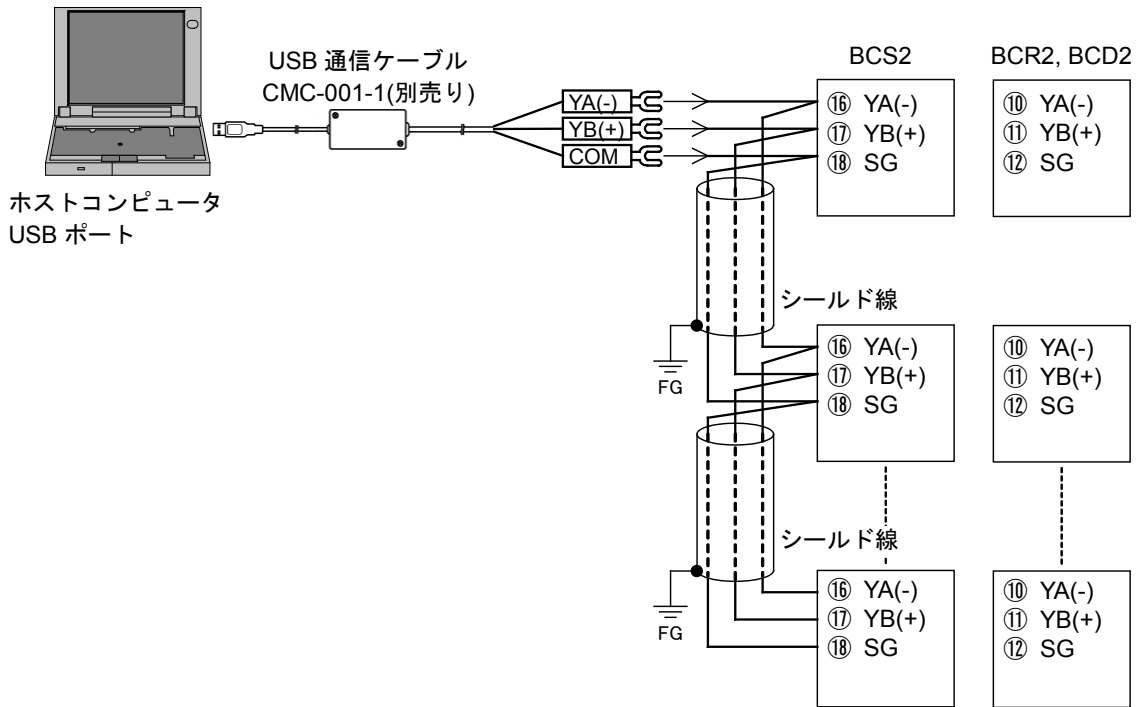 USB 通信ケーブル
CMC-001-1(別売り)
ホストコンピュータ
USB ポート
YA(-)
YB(+)
COM
BCS2
⑯ YA(-)
⑰ YB(+)
⑱ SG
BCR2, BCD2
⑩ YA(-)
⑪ YB(+)
⑫ SG
シールド線
FG
⑯ YA(-)
⑰ YB(+)
⑱ SG
⑩ YA(-)
⑪ YB(+)
⑫ SG
シールド線
FG
⑯ YA(-)
⑰ YB(+)
⑱ SG
⑩ YA(-)
⑪ YB(+)
⑫ SG